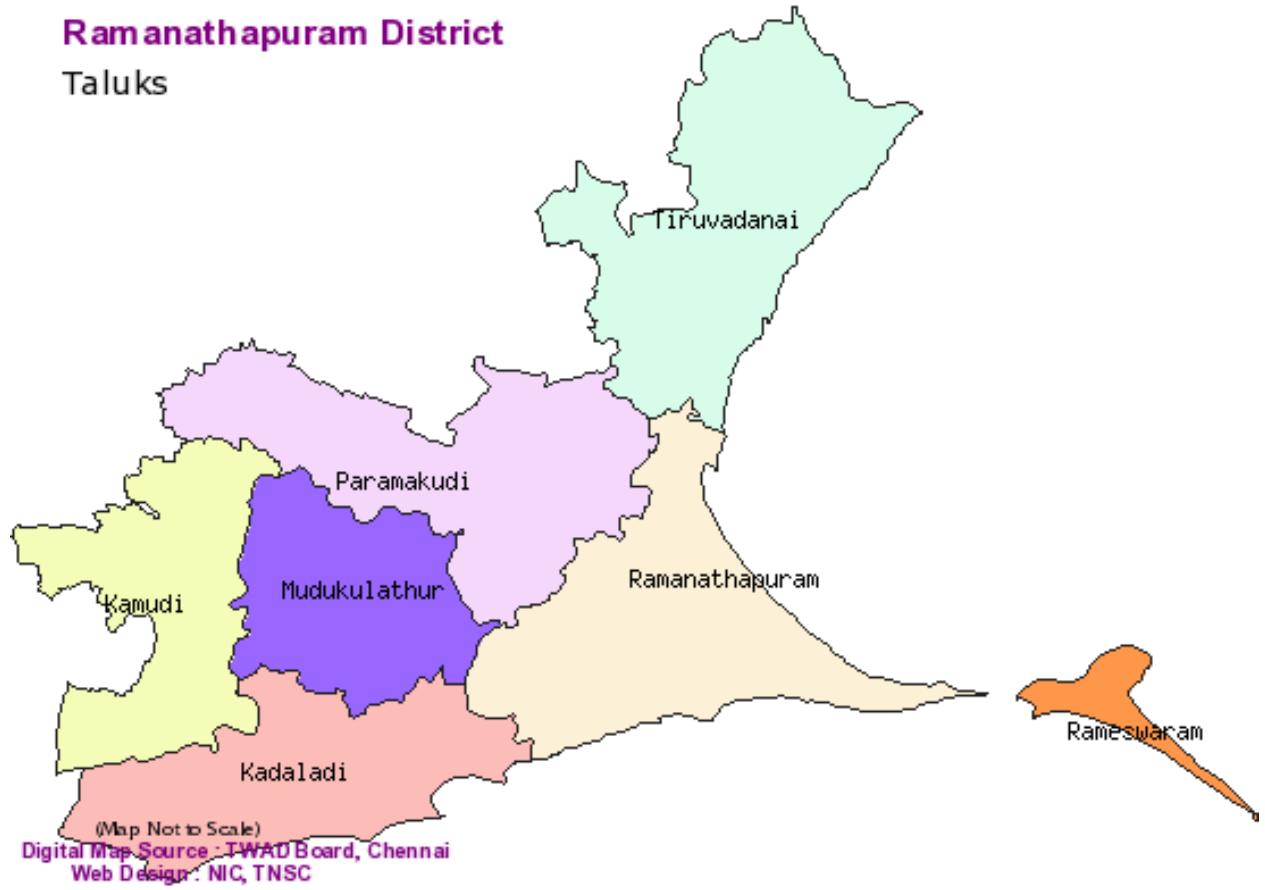 Ramanathapuram District
Taluks
Tiruvadanai
Paramakudi
Ramanathapuram
Mudukulathur
Kamudi
Rameswaram
Kadaladi
(Map Not to Scale)
Digital Map Source : TWAD Board, Chennai
Web Design : NIC, TNSC